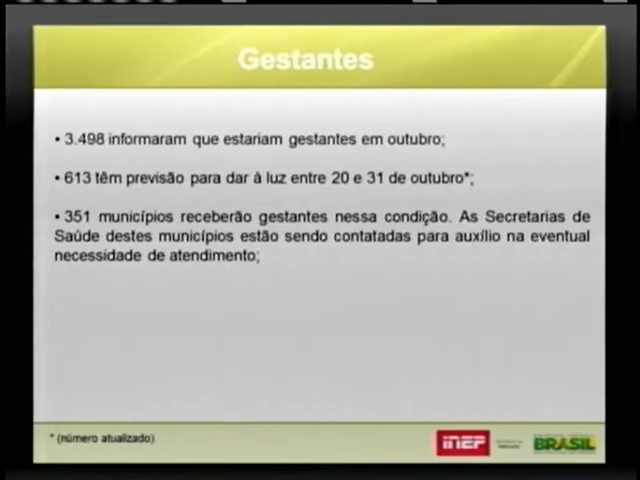 Gestantes
• 3.498 informaram que estariam gestantes em outubro;
• 613 têm previsão para dar à luz entre 20 e 31 de outubro*;
• 351 municípios receberão gestantes nessa condição. As Secretarias de
Saúde destes municípios estão sendo contatadas para auxílio na eventual
necessidade de atendimento;
* (número atualizado)
INEP
BRASIL